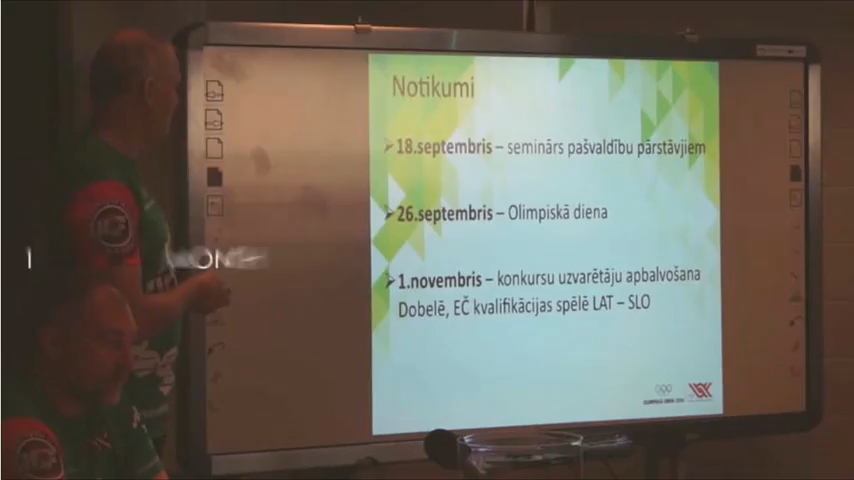 Notikumi
18.septembris – seminārs pašvaldību pārstāvjiem
26.septembris – Olimpiskā diena
1.novembris – konkursu uzvarētāju apbalvošana
Dobelē, EČ kvalifikācijas spēlē LAT – SLO